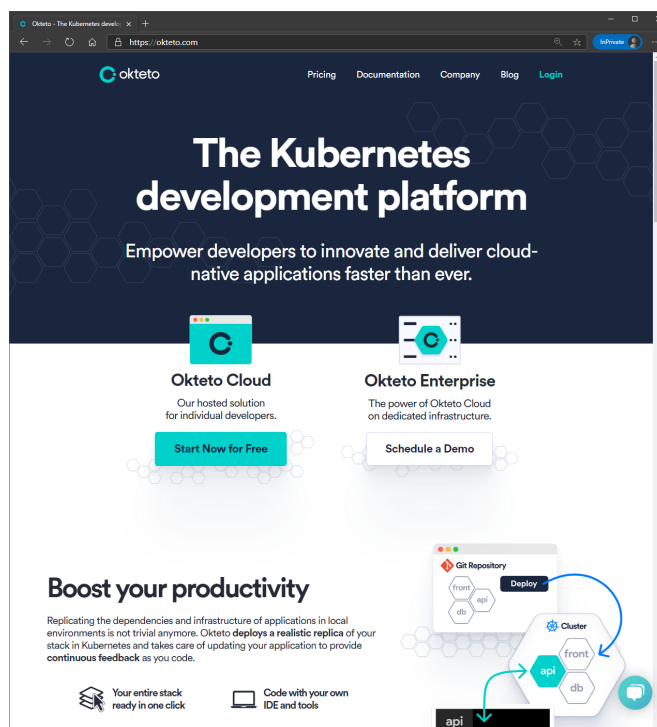 Okteto - The Kubernetes develop
https://okteto.com
InPrivate
okteto
Pricing
Documentation
Company
Blog
Login
The Kubernetes
development platform
Empower developers to innovate and deliver cloud-
native applications faster than ever.
Okteto Cloud
Our hosted solution
for individual developers.
Start Now for Free
Okteto Enterprise
The power of Okteto Cloud
on dedicated infrastructure.
Schedule a Demo
Boost your productivity
Replicating the dependencies and infrastructure of applications in local
environments is not trivial anymore. Okteto deploys a realistic replica of your
stack in Kubernetes and takes care of updating your application to provide
continuous feedback as you code.
Your entire stack
ready in one click
Code with your own
IDE and tools
Git Repository
Deploy
front
api
db
Cluster
front
api
db
api